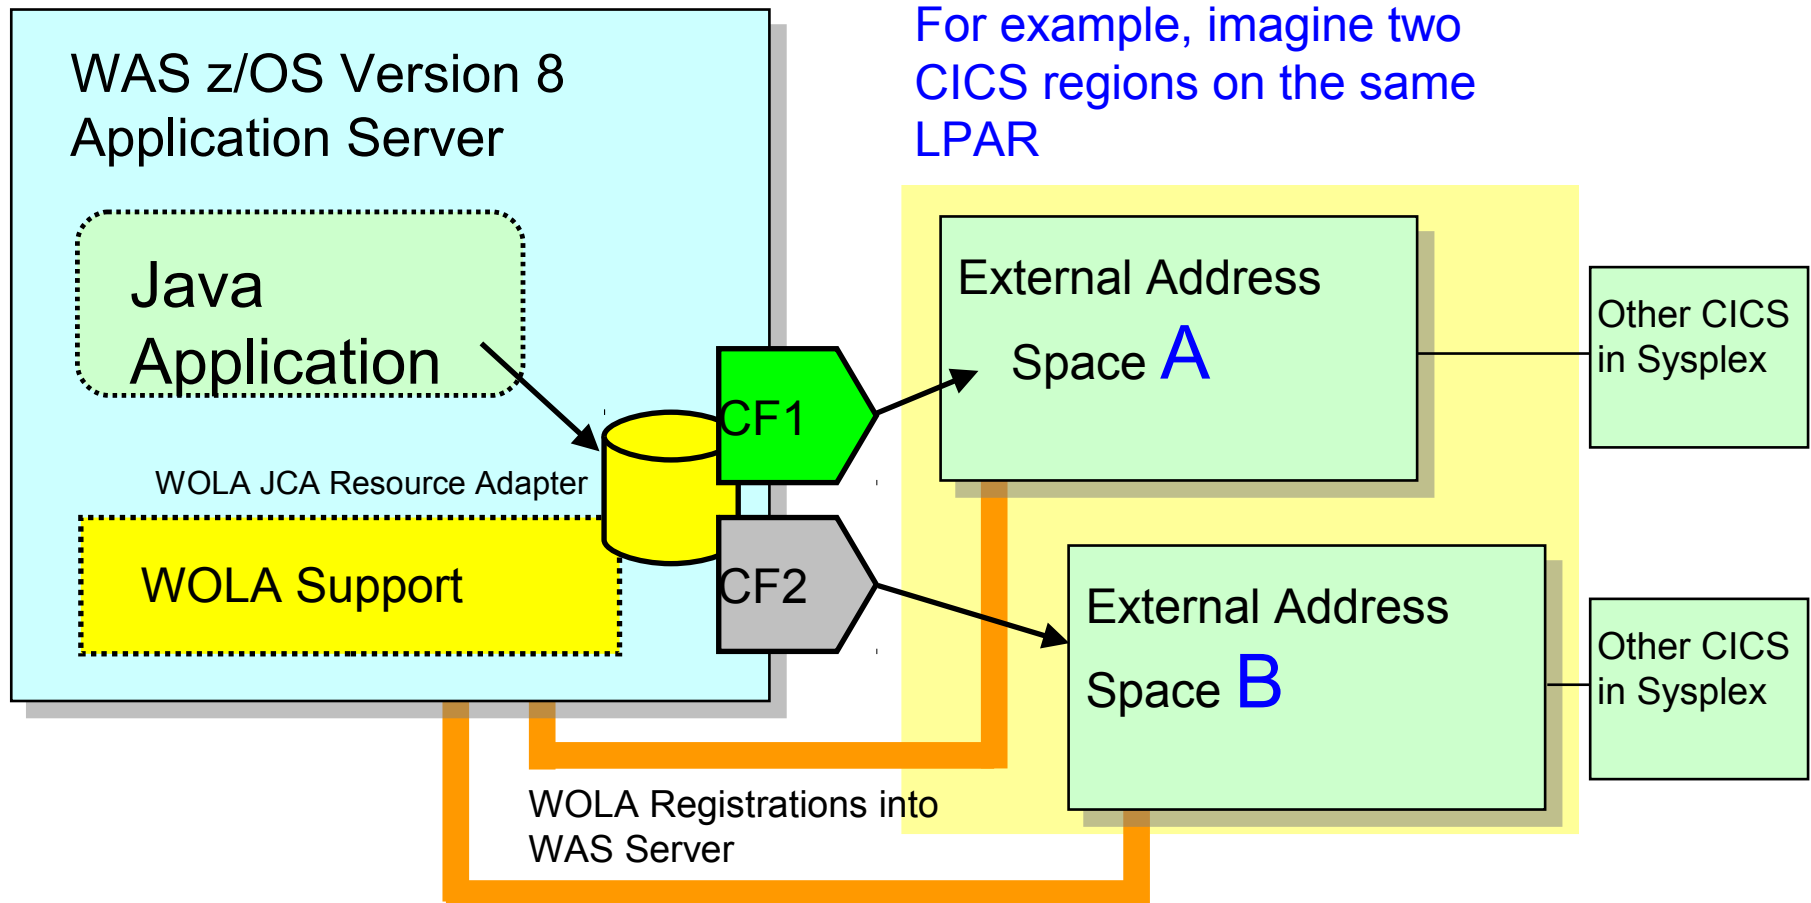 WAS z/OS Version 8
Application Server
For example, imagine two
CICS regions on the same
LPAR
Java
Application
WOLA JCA Resource Adapter
WOLA Support
CF1
CF2
External Address
Space A
Other CICS
in Sysplex
External Address
Space B
Other CICS
in Sysplex
WOLA Registrations into
WAS Server